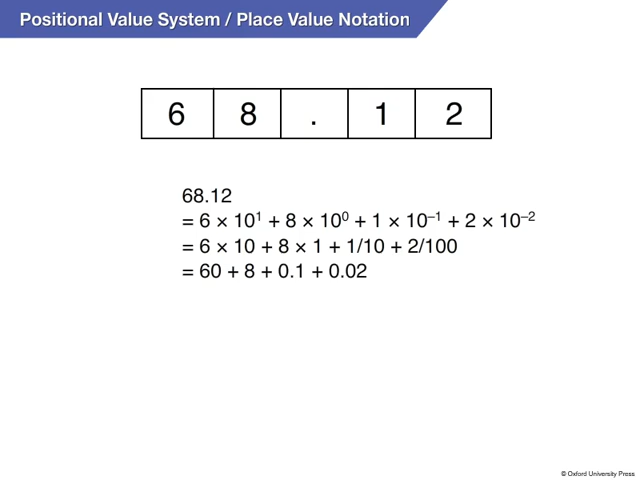 Positional Value System / Place Value Notation
6 8 . 1 2
68.12
= 6 × 10¹ + 8 × 10⁰ + 1 × 10⁻¹ + 2 × 10⁻²
= 6 × 10 + 8 × 1 + 1/10 + 2/100
= 60 + 8 + 0.1 + 0.02
© Oxford University Press